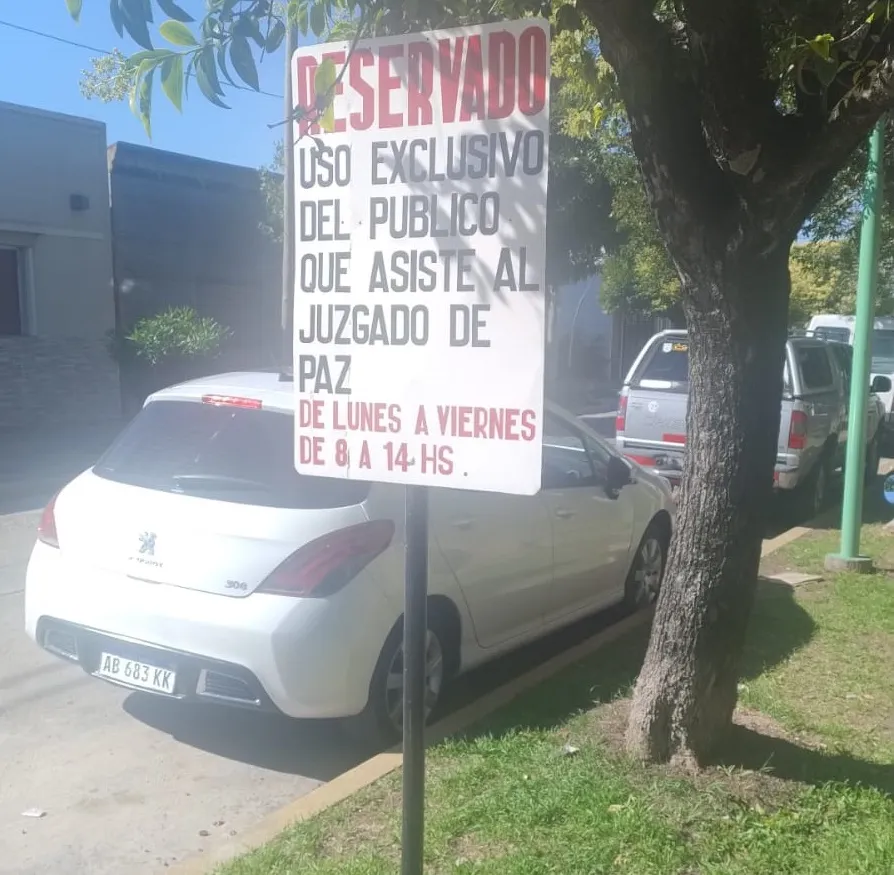 RESERVADO
USO EXCLUSIVO
DEL PUBLICO
QUE ASISTE AL
JUZGADO DE
PAZ
DE LUNES A VIERNES
DE 8 A 14 HS.
308
AB 683 KK